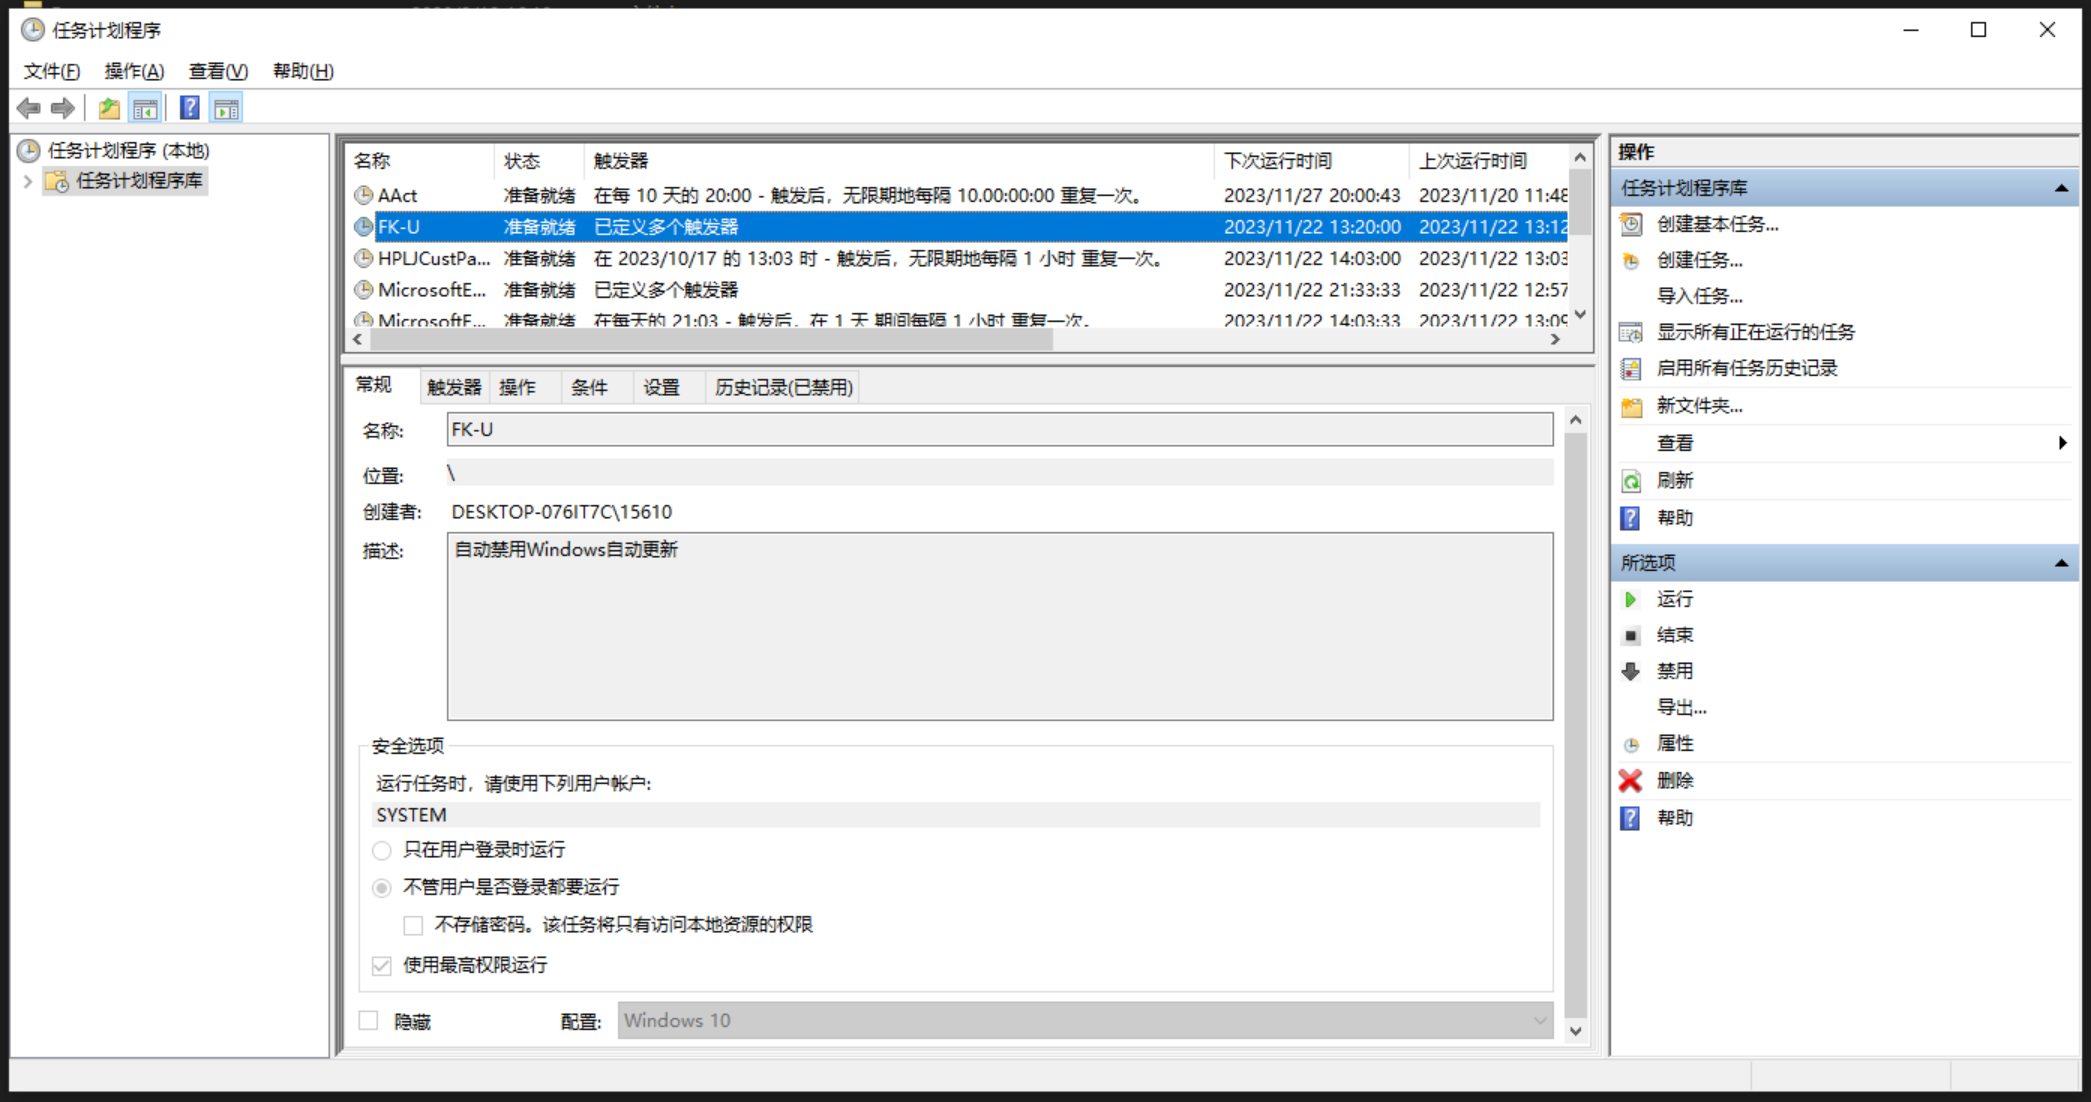 任务计划程序
文件(F) 操作(A) 查看(V) 帮助(H)
任务计划程序 (本地)
任务计划程序库
名称 状态 触发器 下次运行时间 上次运行时间
AAct 准备就绪 在每 10 天的 20:00 - 触发后，无限期地每隔 10.00:00:00 重复一次。 2023/11/27 20:00:43 2023/11/20 11:48
FK-U 准备就绪 已定义多个触发器 2023/11/22 13:20:00 2023/11/22 13:12
HPLJCustPa... 准备就绪 在 2023/10/17 的 13:03 时 - 触发后，无限期地每隔 1 小时 重复一次。 2023/11/22 14:03:00 2023/11/22 13:03
MicrosoftE... 准备就绪 已定义多个触发器 2023/11/22 21:33:33 2023/11/22 12:57
MicrosoftE... 准备就绪 在每天的 21:03 - 触发后，在 1 天 期间每隔 1 小时 重复一次。 2023/11/22 14:03:33 2023/11/22 13:09
常规 触发器 操作 条件 设置 历史记录(已禁用)
名称: FK-U
位置: \
创建者: DESKTOP-076IT7C\15610
描述: 自动禁用Windows自动更新
安全选项
运行任务时，请使用下列用户帐户:
SYSTEM
只在用户登录时运行
不管用户是否登录都要运行
不存储密码。该任务将只有访问本地资源的权限
使用最高权限运行
隐藏 配置: Windows 10
操作
任务计划程序库
创建基本任务...
创建任务...
导入任务...
显示所有正在运行的任务
启用所有任务历史记录
新文件夹...
查看
刷新
帮助
所选项
运行
结束
禁用
导出...
属性
删除
帮助